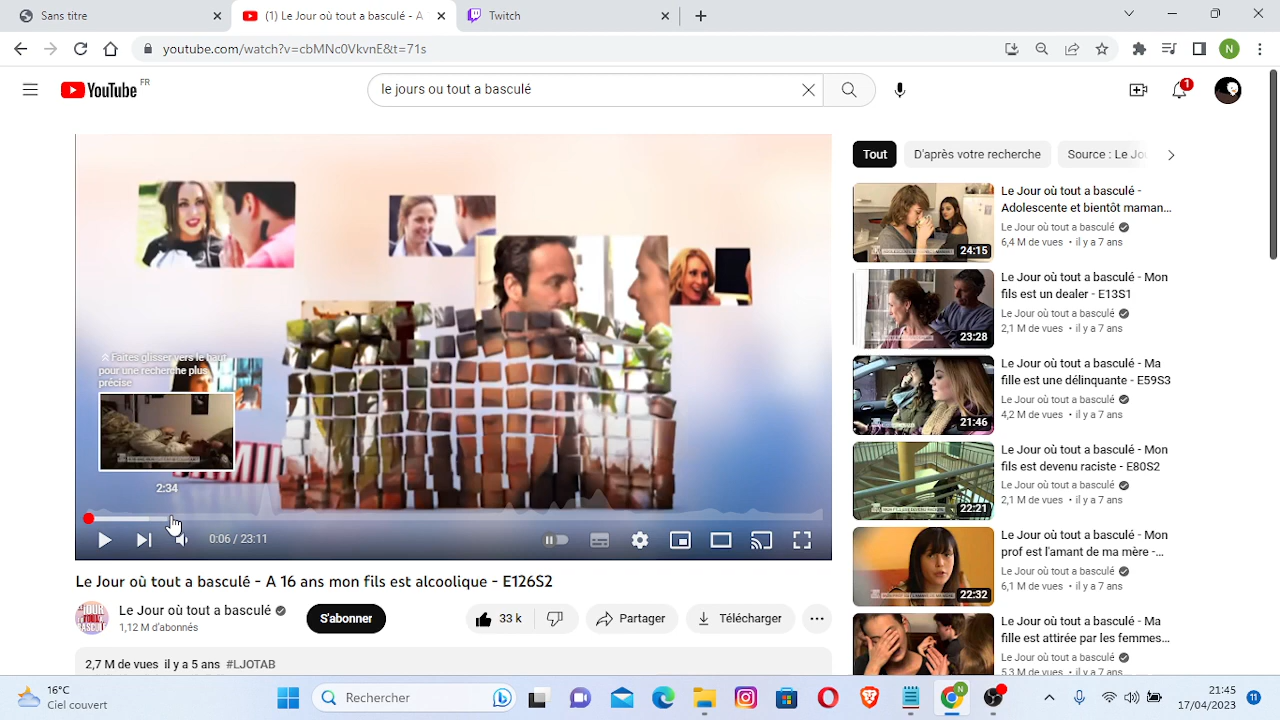 Sans titre
(1) Le Jour où tout a basculé - A
Twitch
youtube.com/watch?v=cbMNc0VkvnE&t=71s
N
YouTube FR
le jours ou tout a basculé
1
Faites glisser vers le haut
pour une recherche plus
précise
2:34
0:06 / 23:11
Le Jour où tout a basculé - A 16 ans mon fils est alcoolique - E126S2
Le Jour où tout a basculé
1,12 M d'abonnés
S'abonner
33 k
Partager
Télécharger
2,7 M de vues il y a 5 ans #LJOTAB
Tout
D'après votre recherche
Source : Le Jou
24:15
Le Jour où tout a basculé -
Adolescente et bientôt maman...
Le Jour où tout a basculé
6,4 M de vues • il y a 7 ans
23:28
Le Jour où tout a basculé - Mon
fils est un dealer - E13S1
Le Jour où tout a basculé
2,1 M de vues • il y a 7 ans
21:46
Le Jour où tout a basculé - Ma
fille est une délinquante - E59S3
Le Jour où tout a basculé
4,2 M de vues • il y a 7 ans
22:21
Le Jour où tout a basculé - Mon
fils est devenu raciste - E80S2
Le Jour où tout a basculé
2,1 M de vues • il y a 7 ans
22:32
Le Jour où tout a basculé - Mon
prof est l'amant de ma mère -...
Le Jour où tout a basculé
6,1 M de vues • il y a 7 ans
Le Jour où tout a basculé - Ma
fille est attirée par les femmes...
Le Jour où tout a basculé
5,3 M de vues • il y a 7 ans
16°C
Ciel couvert
Rechercher
N
21:45
17/04/2023
11